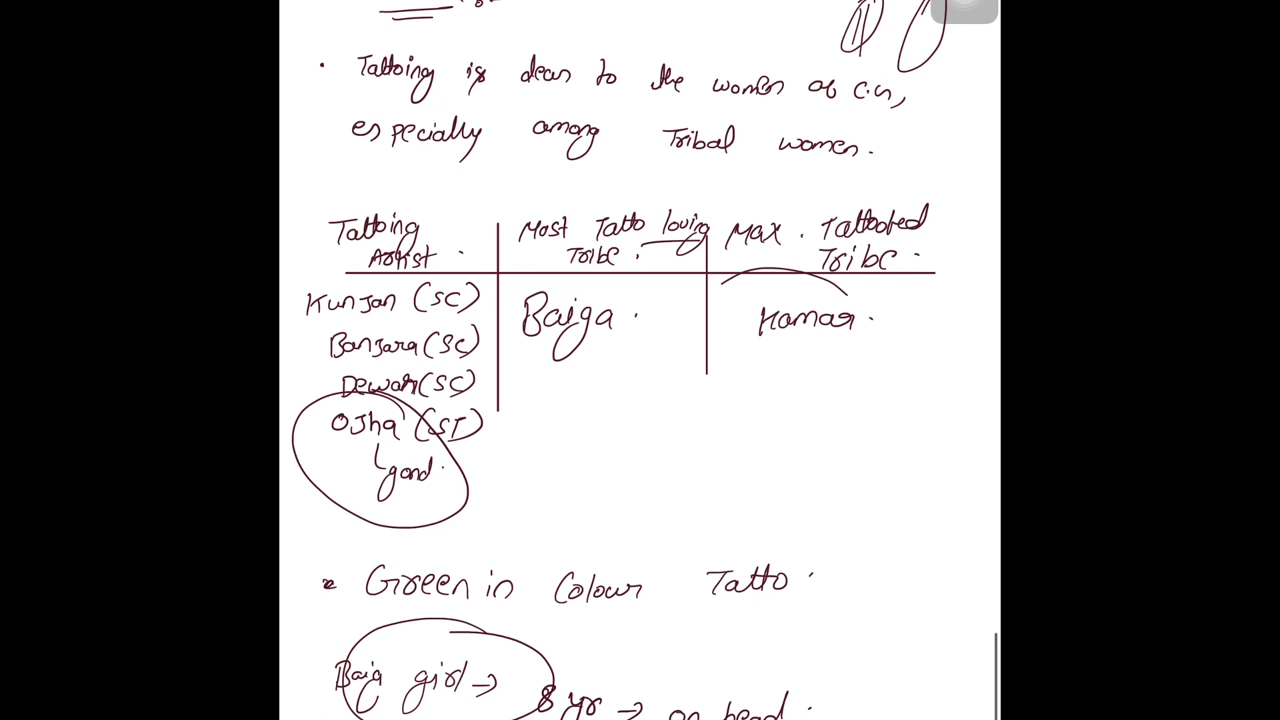 • Tattoing is dear to the women of C.G,
especially among Tribal women.
Tattoing Artist.
Most Tatto loving Tribe.
Max. Tattooted Tribe.
Kunjan (SC)
Banjara (SC)
Dewar (SC)
OJha (ST)
gond.
Baiga.
Kamar.
Green in Colour Tatto.
Baig girl → 8 yr → on head.